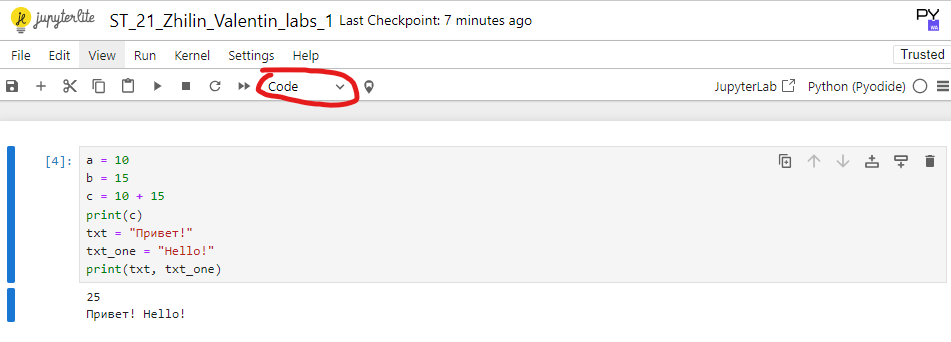 jupyterlite ST_21_Zhilin_Valentin_labs_1 Last Checkpoint: 7 minutes ago PY
File Edit View Run Kernel Settings Help Trusted
Code JupyterLab Python (Pyodide)
[4]: a = 10
b = 15
c = 10 + 15
print(c)
txt = "Привет!"
txt_one = "Hello!"
print(txt, txt_one)
25
Привет! Hello!